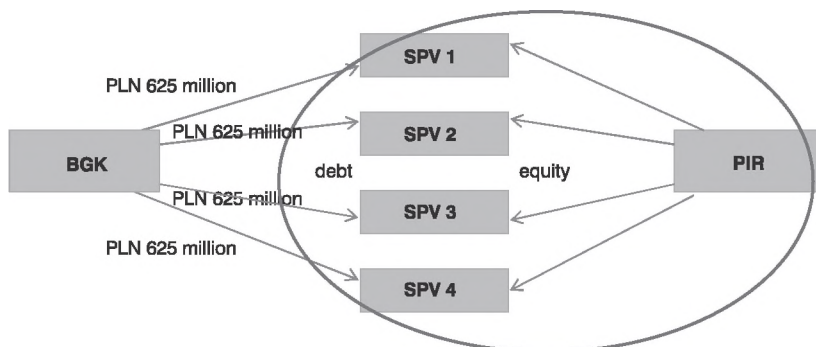 SPV 1
PLN 625 million
PLN 625 million
SPV 2
BGK
debt
equity
PIR
PLN 625 million
SPV 3
PLN 625 million
SPV 4